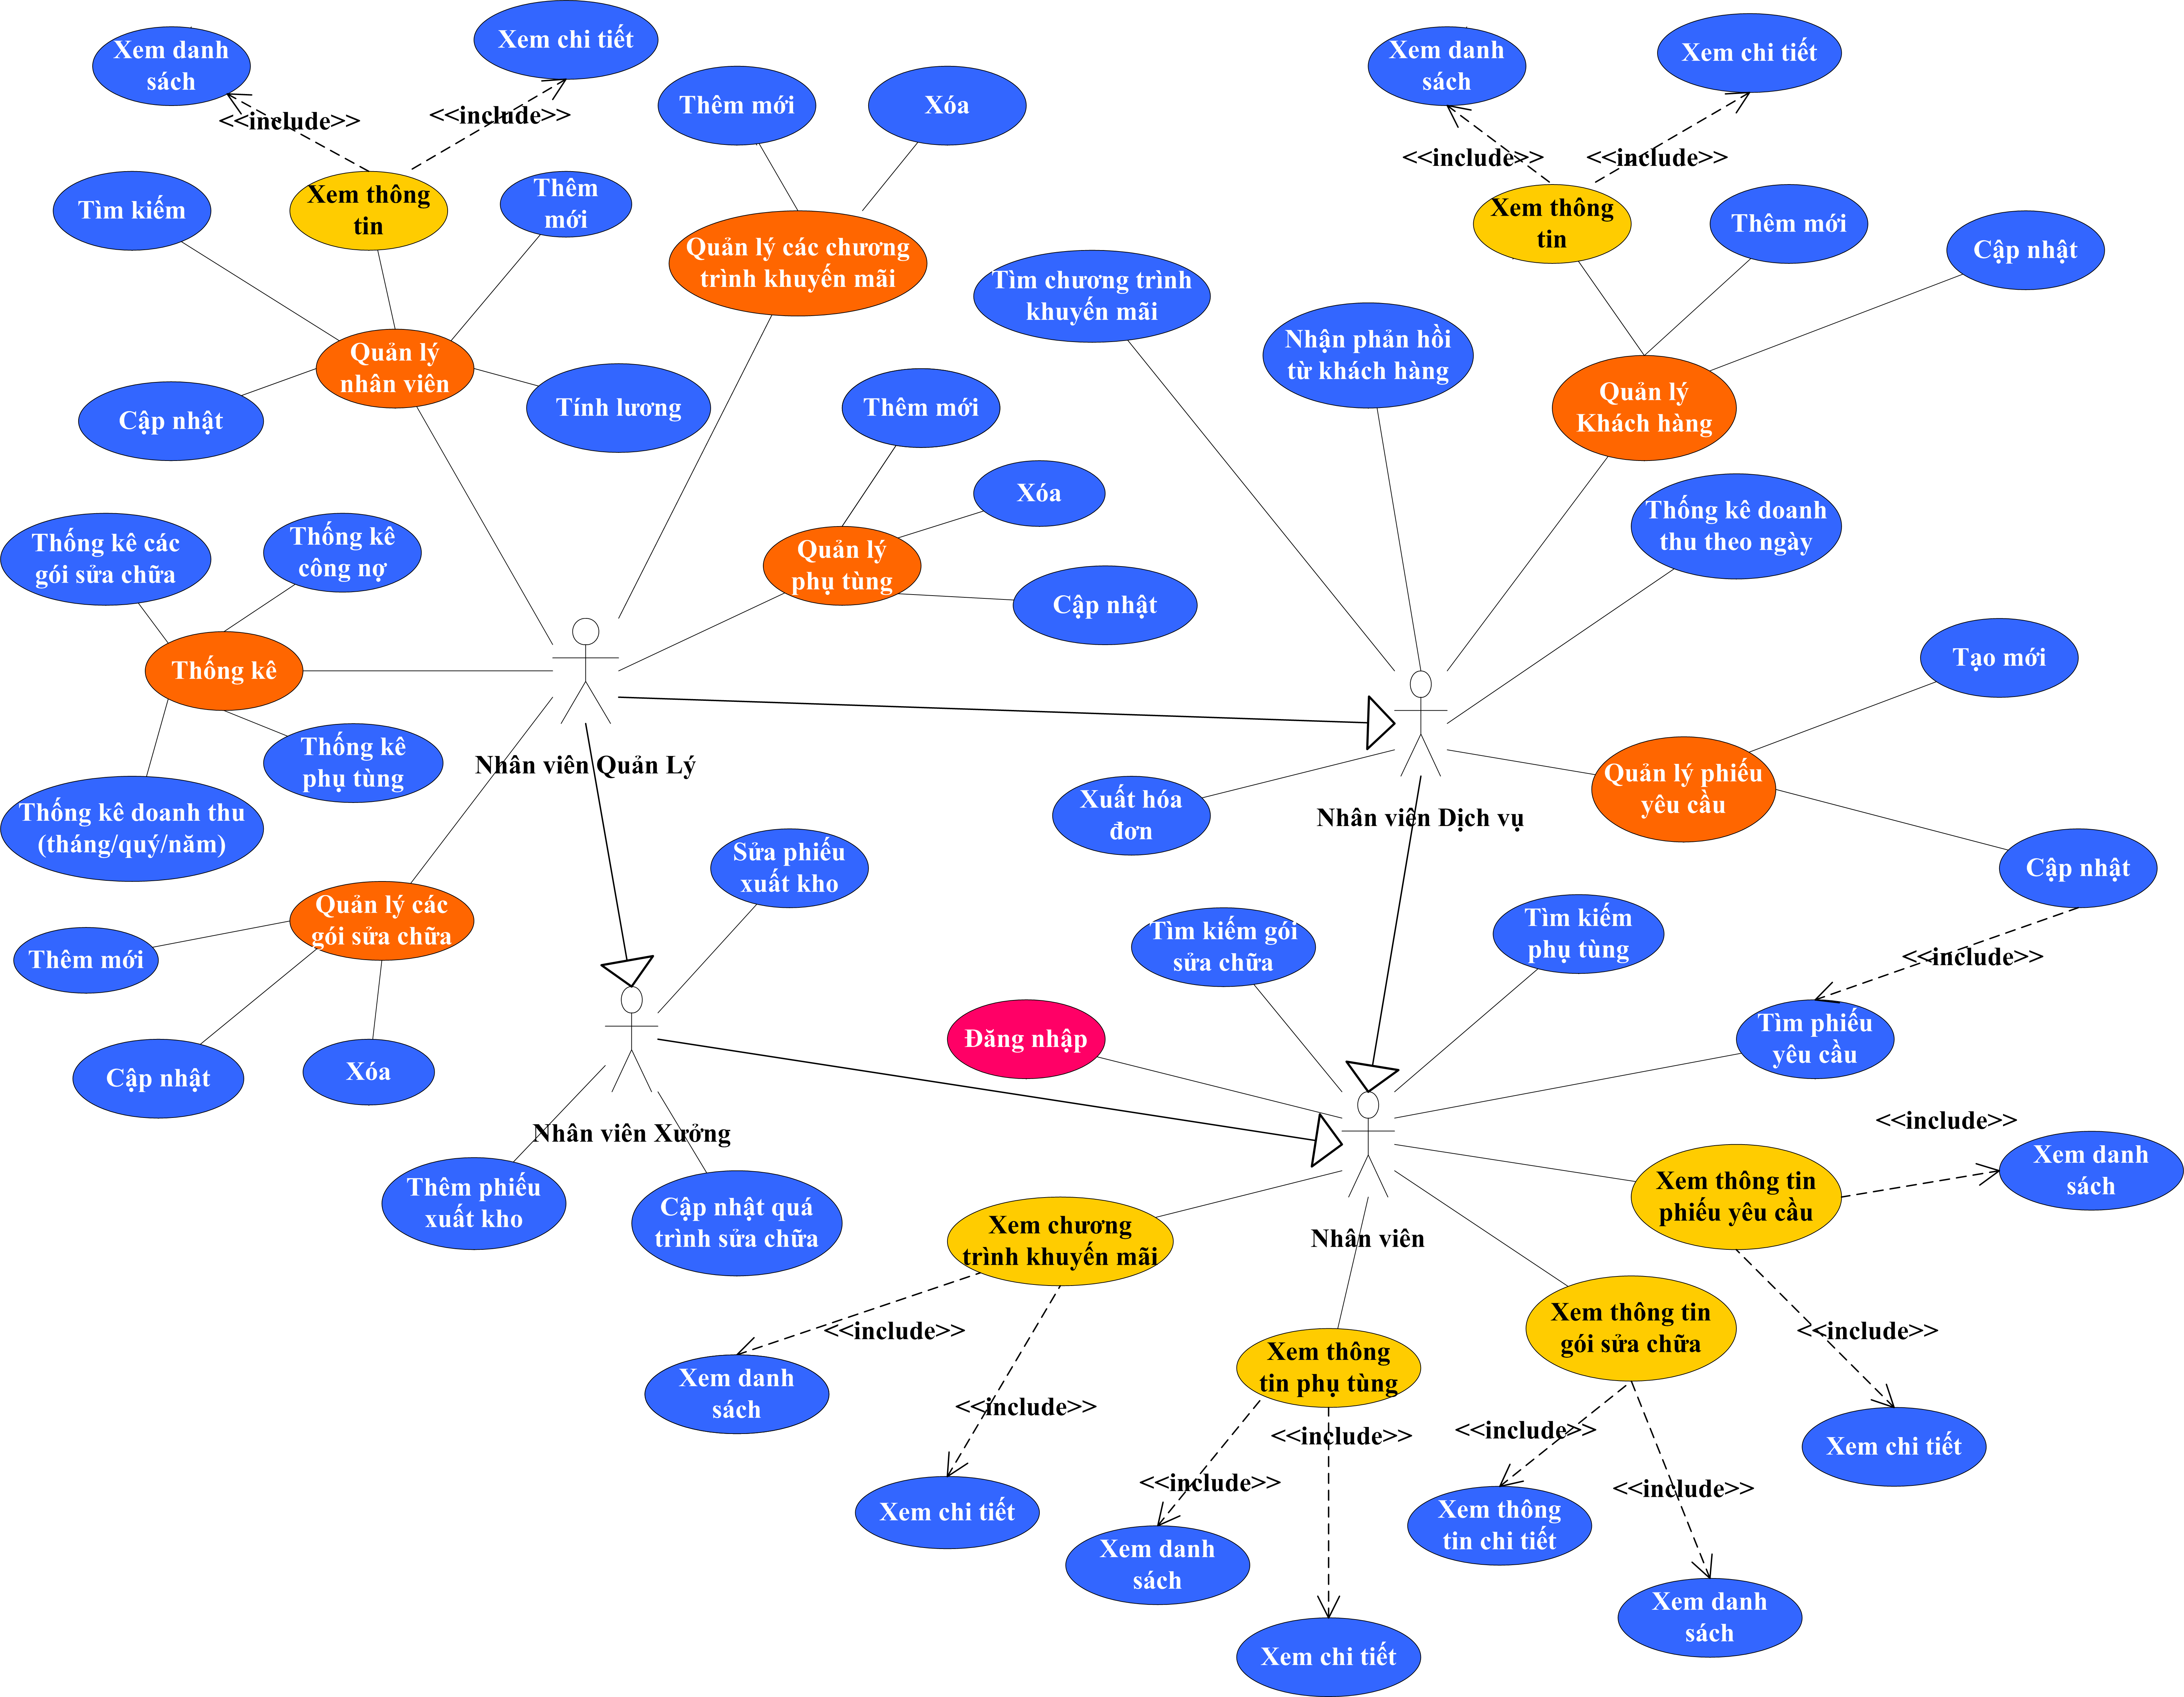 Xem danh
sách
Xem chi tiết
<<include>>
<<include>>
Tìm kiếm
Xem thông
tin
Thêm
mới
Quản lý
nhân viên
Cập nhật
Tính lương
Thêm mới
Xóa
Quản lý các chương
trình khuyến mãi
Thêm mới
Xóa
Quản lý
phụ tùng
Cập nhật
Thống kê các
gói sửa chữa
Thống kê
công nợ
Thống kê
Thống kê
phụ tùng
Thống kê doanh thu
(tháng/quý/năm)
Nhân viên Quản Lý
Quản lý các
gói sửa chữa
Thêm mới
Cập nhật
Xóa
Sửa phiếu
xuất kho
Nhân viên Xưởng
Thêm phiếu
xuất kho
Cập nhật quá
trình sửa chữa
Xem danh
sách
Xem chi tiết
<<include>>
<<include>>
Xem thông
tin
Thêm mới
Cập nhật
Tìm chương trình
khuyến mãi
Nhận phản hồi
từ khách hàng
Quản lý
Khách hàng
Thống kê doanh
thu theo ngày
Tạo mới
Quản lý phiếu
yêu cầu
Xuất hóa
đơn
Nhân viên Dịch vụ
Cập nhật
<<include>>
Tìm kiếm gói
sửa chữa
Tìm kiếm
phụ tùng
Đăng nhập
Tìm phiếu
yêu cầu
<<include>>
Xem danh
sách
Xem thông tin
phiếu yêu cầu
Nhân viên
Xem chương
trình khuyến mãi
<<include>>
Xem danh
sách
<<include>>
Xem chi tiết
Xem thông
tin phụ tùng
<<include>>
<<include>>
Xem danh
sách
Xem chi tiết
Xem thông tin
gói sửa chữa
<<include>>
<<include>>
Xem thông
tin chi tiết
Xem danh
sách
<<include>>
Xem chi tiết